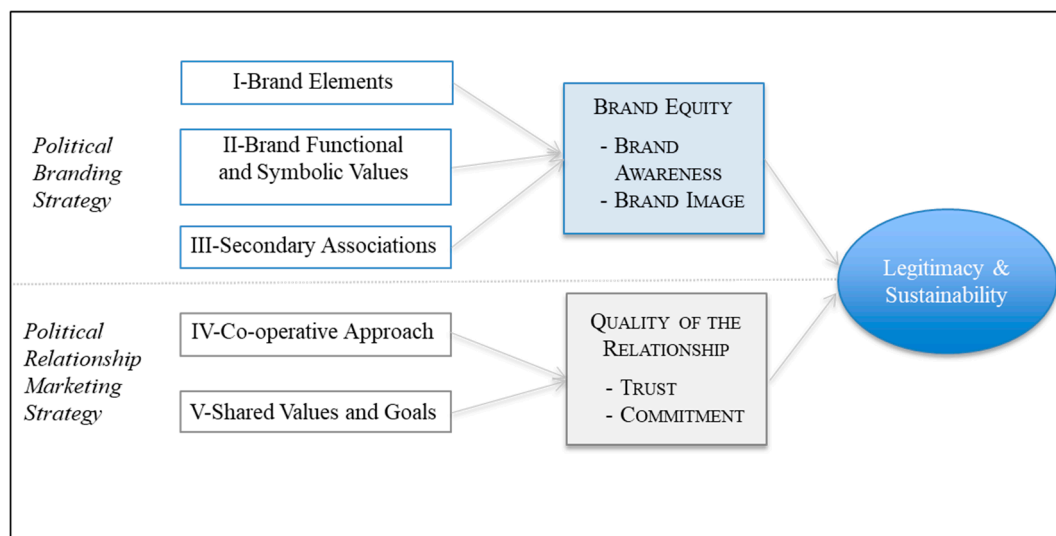 Political
Branding
Strategy
I-Brand Elements
II-Brand Functional
and Symbolic Values
III-Secondary Associations
BRAND EQUITY
- BRAND
AWARENESS
- BRAND IMAGE
Legitimacy &
Sustainability
Political
Relationship
Marketing
Strategy
IV-Co-operative Approach
V-Shared Values and Goals
QUALITY OF THE
RELATIONSHIP
- TRUST
- COMMITMENT